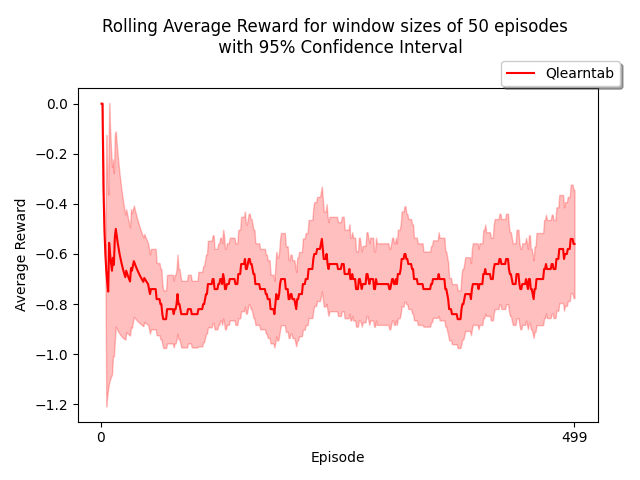 Rolling Average Reward for window sizes of 50 episodes
with 95% Confidence Interval
Qlearntab
0.0
−0.2
−0.4
−0.6
−0.8
−1.0
−1.2
Average Reward
0 499
Episode